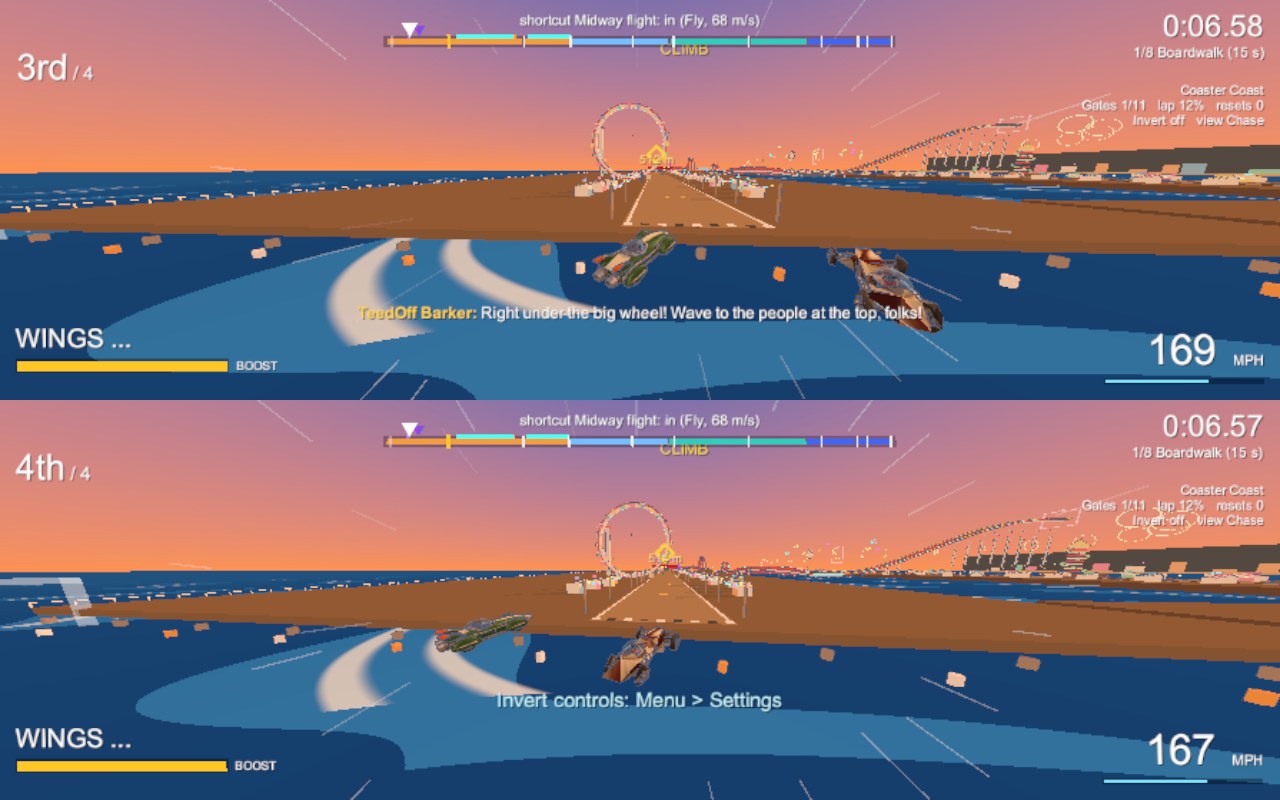 shortcut Midway flight: in (Fly, 68 m/s)
0:06.58
CLIMB
1/8 Boardwalk (15 s)
3rd / 4
Coaster Coast
Gates 1/11 lap 12% resets 0
Invert off view Chase
TeedOff Barker: Right under the big wheel! Wave to the people at the top, folks!
WINGS ...
BOOST
169 MPH
shortcut Midway flight: in (Fly, 68 m/s)
0:06.57
CLIMB
1/8 Boardwalk (15 s)
4th / 4
Coaster Coast
Gates 1/11 lap 12% resets 0
Invert off view Chase
Invert controls: Menu > Settings
WINGS ...
BOOST
167 MPH